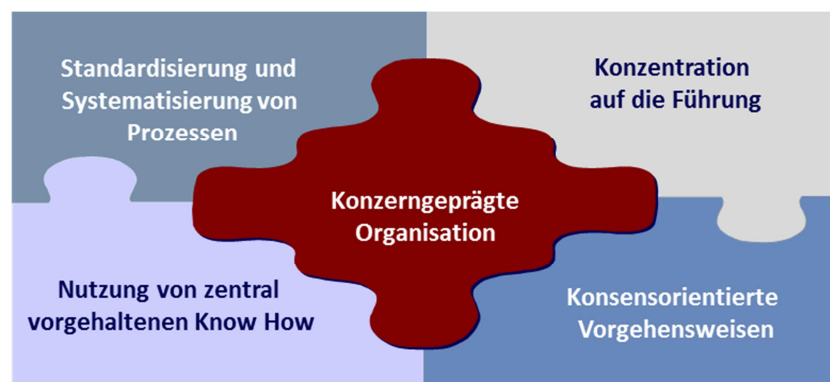 Standardisierung und
Systematisierung von
Prozessen
Konzentration
auf die Führung
Konzerngeprägte
Organisation
Nutzung von zentral
vorgehaltenen Know How
Konsensorientierte
Vorgehensweisen